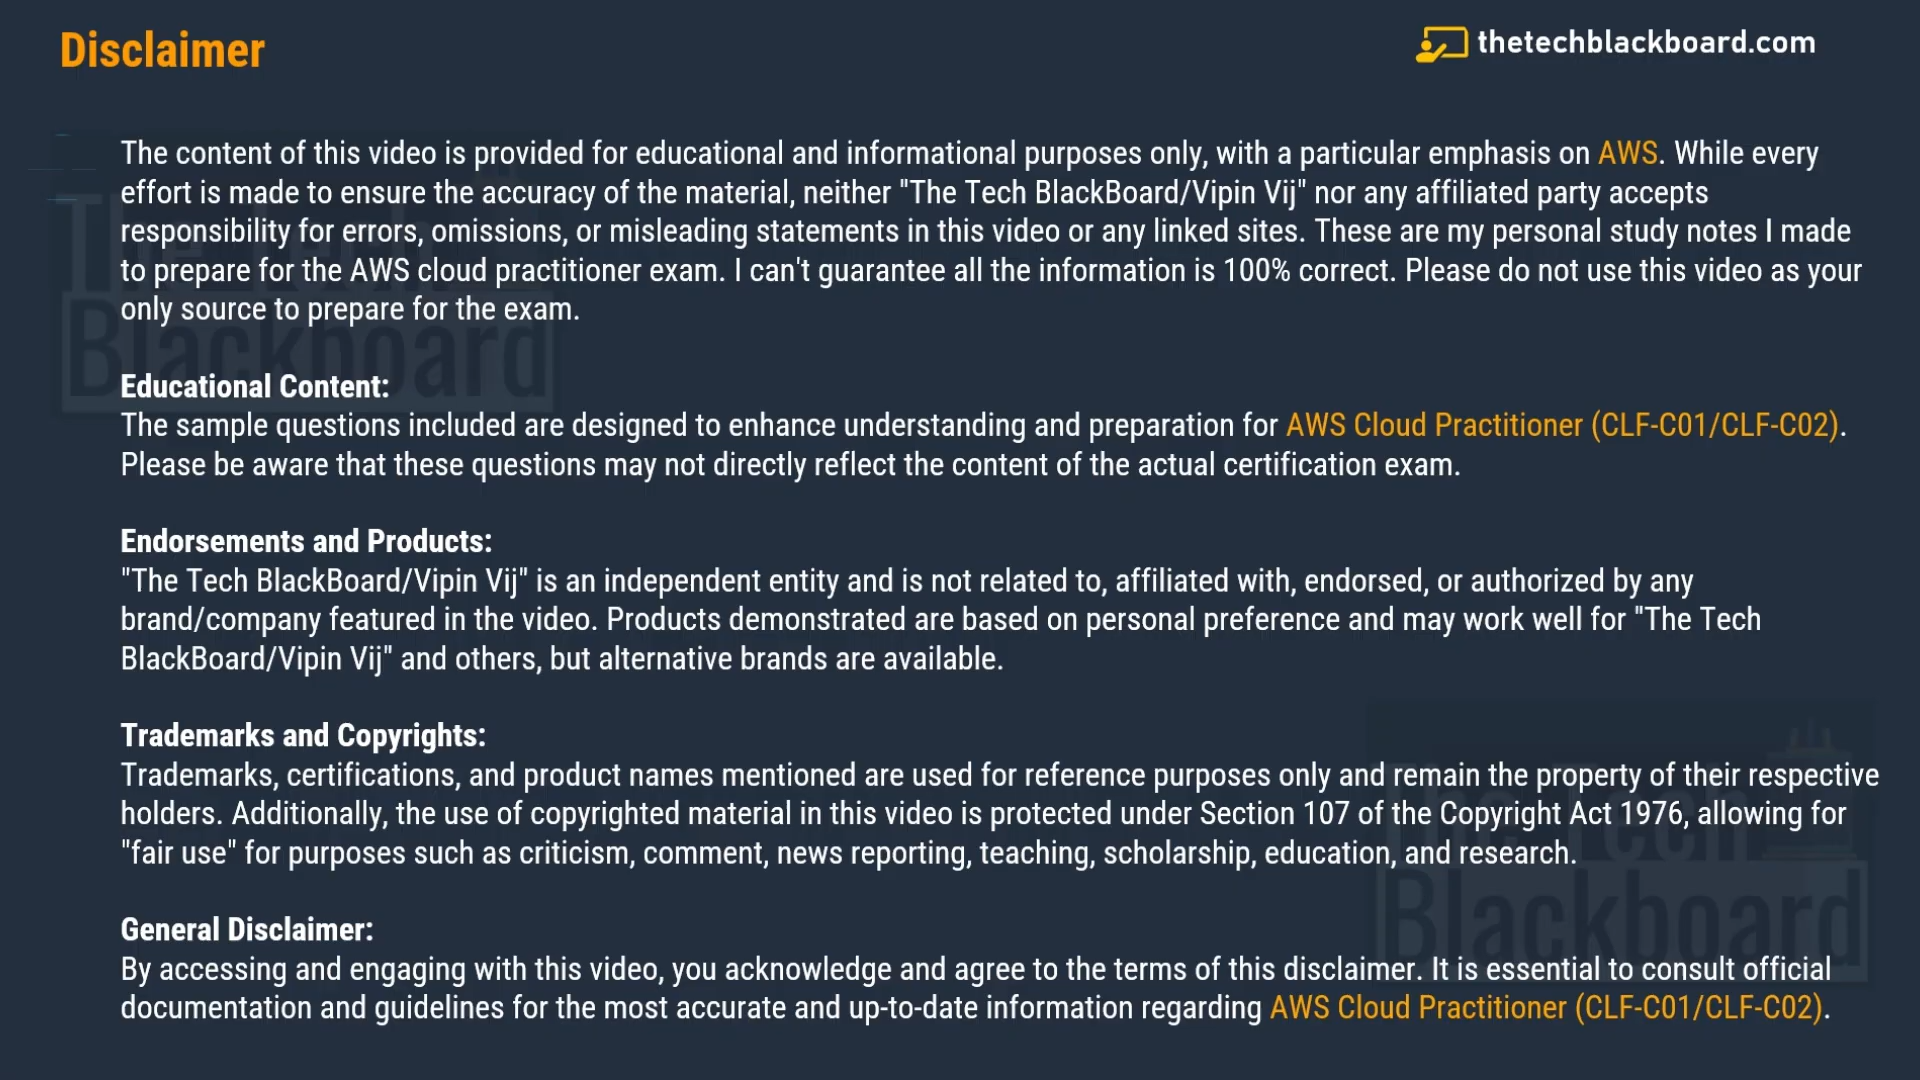 Disclaimer
thetechblackboard.com
The content of this video is provided for educational and informational purposes only, with a particular emphasis on AWS. While every
effort is made to ensure the accuracy of the material, neither "The Tech BlackBoard/Vipin Vij" nor any affiliated party accepts
responsibility for errors, omissions, or misleading statements in this video or any linked sites. These are my personal study notes I made
to prepare for the AWS cloud practitioner exam. I can't guarantee all the information is 100% correct. Please do not use this video as your
only source to prepare for the exam.
Educational Content:
The sample questions included are designed to enhance understanding and preparation for AWS Cloud Practitioner (CLF-C01/CLF-C02).
Please be aware that these questions may not directly reflect the content of the actual certification exam.
Endorsements and Products:
"The Tech BlackBoard/Vipin Vij" is an independent entity and is not related to, affiliated with, endorsed, or authorized by any
brand/company featured in the video. Products demonstrated are based on personal preference and may work well for "The Tech
BlackBoard/Vipin Vij" and others, but alternative brands are available.
Trademarks and Copyrights:
Trademarks, certifications, and product names mentioned are used for reference purposes only and remain the property of their respective
holders. Additionally, the use of copyrighted material in this video is protected under Section 107 of the Copyright Act 1976, allowing for
"fair use" for purposes such as criticism, comment, news reporting, teaching, scholarship, education, and research.
General Disclaimer:
By accessing and engaging with this video, you acknowledge and agree to the terms of this disclaimer. It is essential to consult official
documentation and guidelines for the most accurate and up-to-date information regarding AWS Cloud Practitioner (CLF-C01/CLF-C02).
The Tech
Blackboard
The Tech
Blackboard